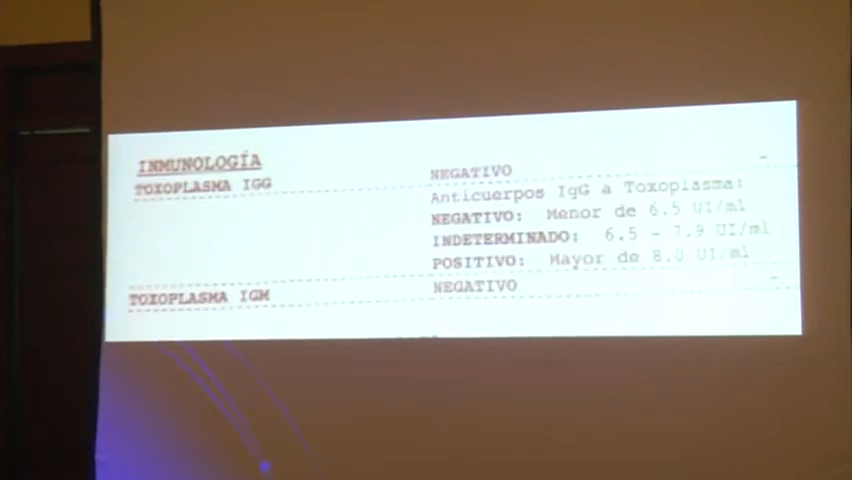 INMUNOLOGÍA
TOXOPLASMA IGG NEGATIVO
Anticuerpos IgG a Toxoplasma:
NEGATIVO: Menor de 6.5 UI/ml
INDETERMINADO: 6.5 - 7.9 UI/ml
POSITIVO: Mayor de 8.0 UI/ml
TOXOPLASMA IGM NEGATIVO